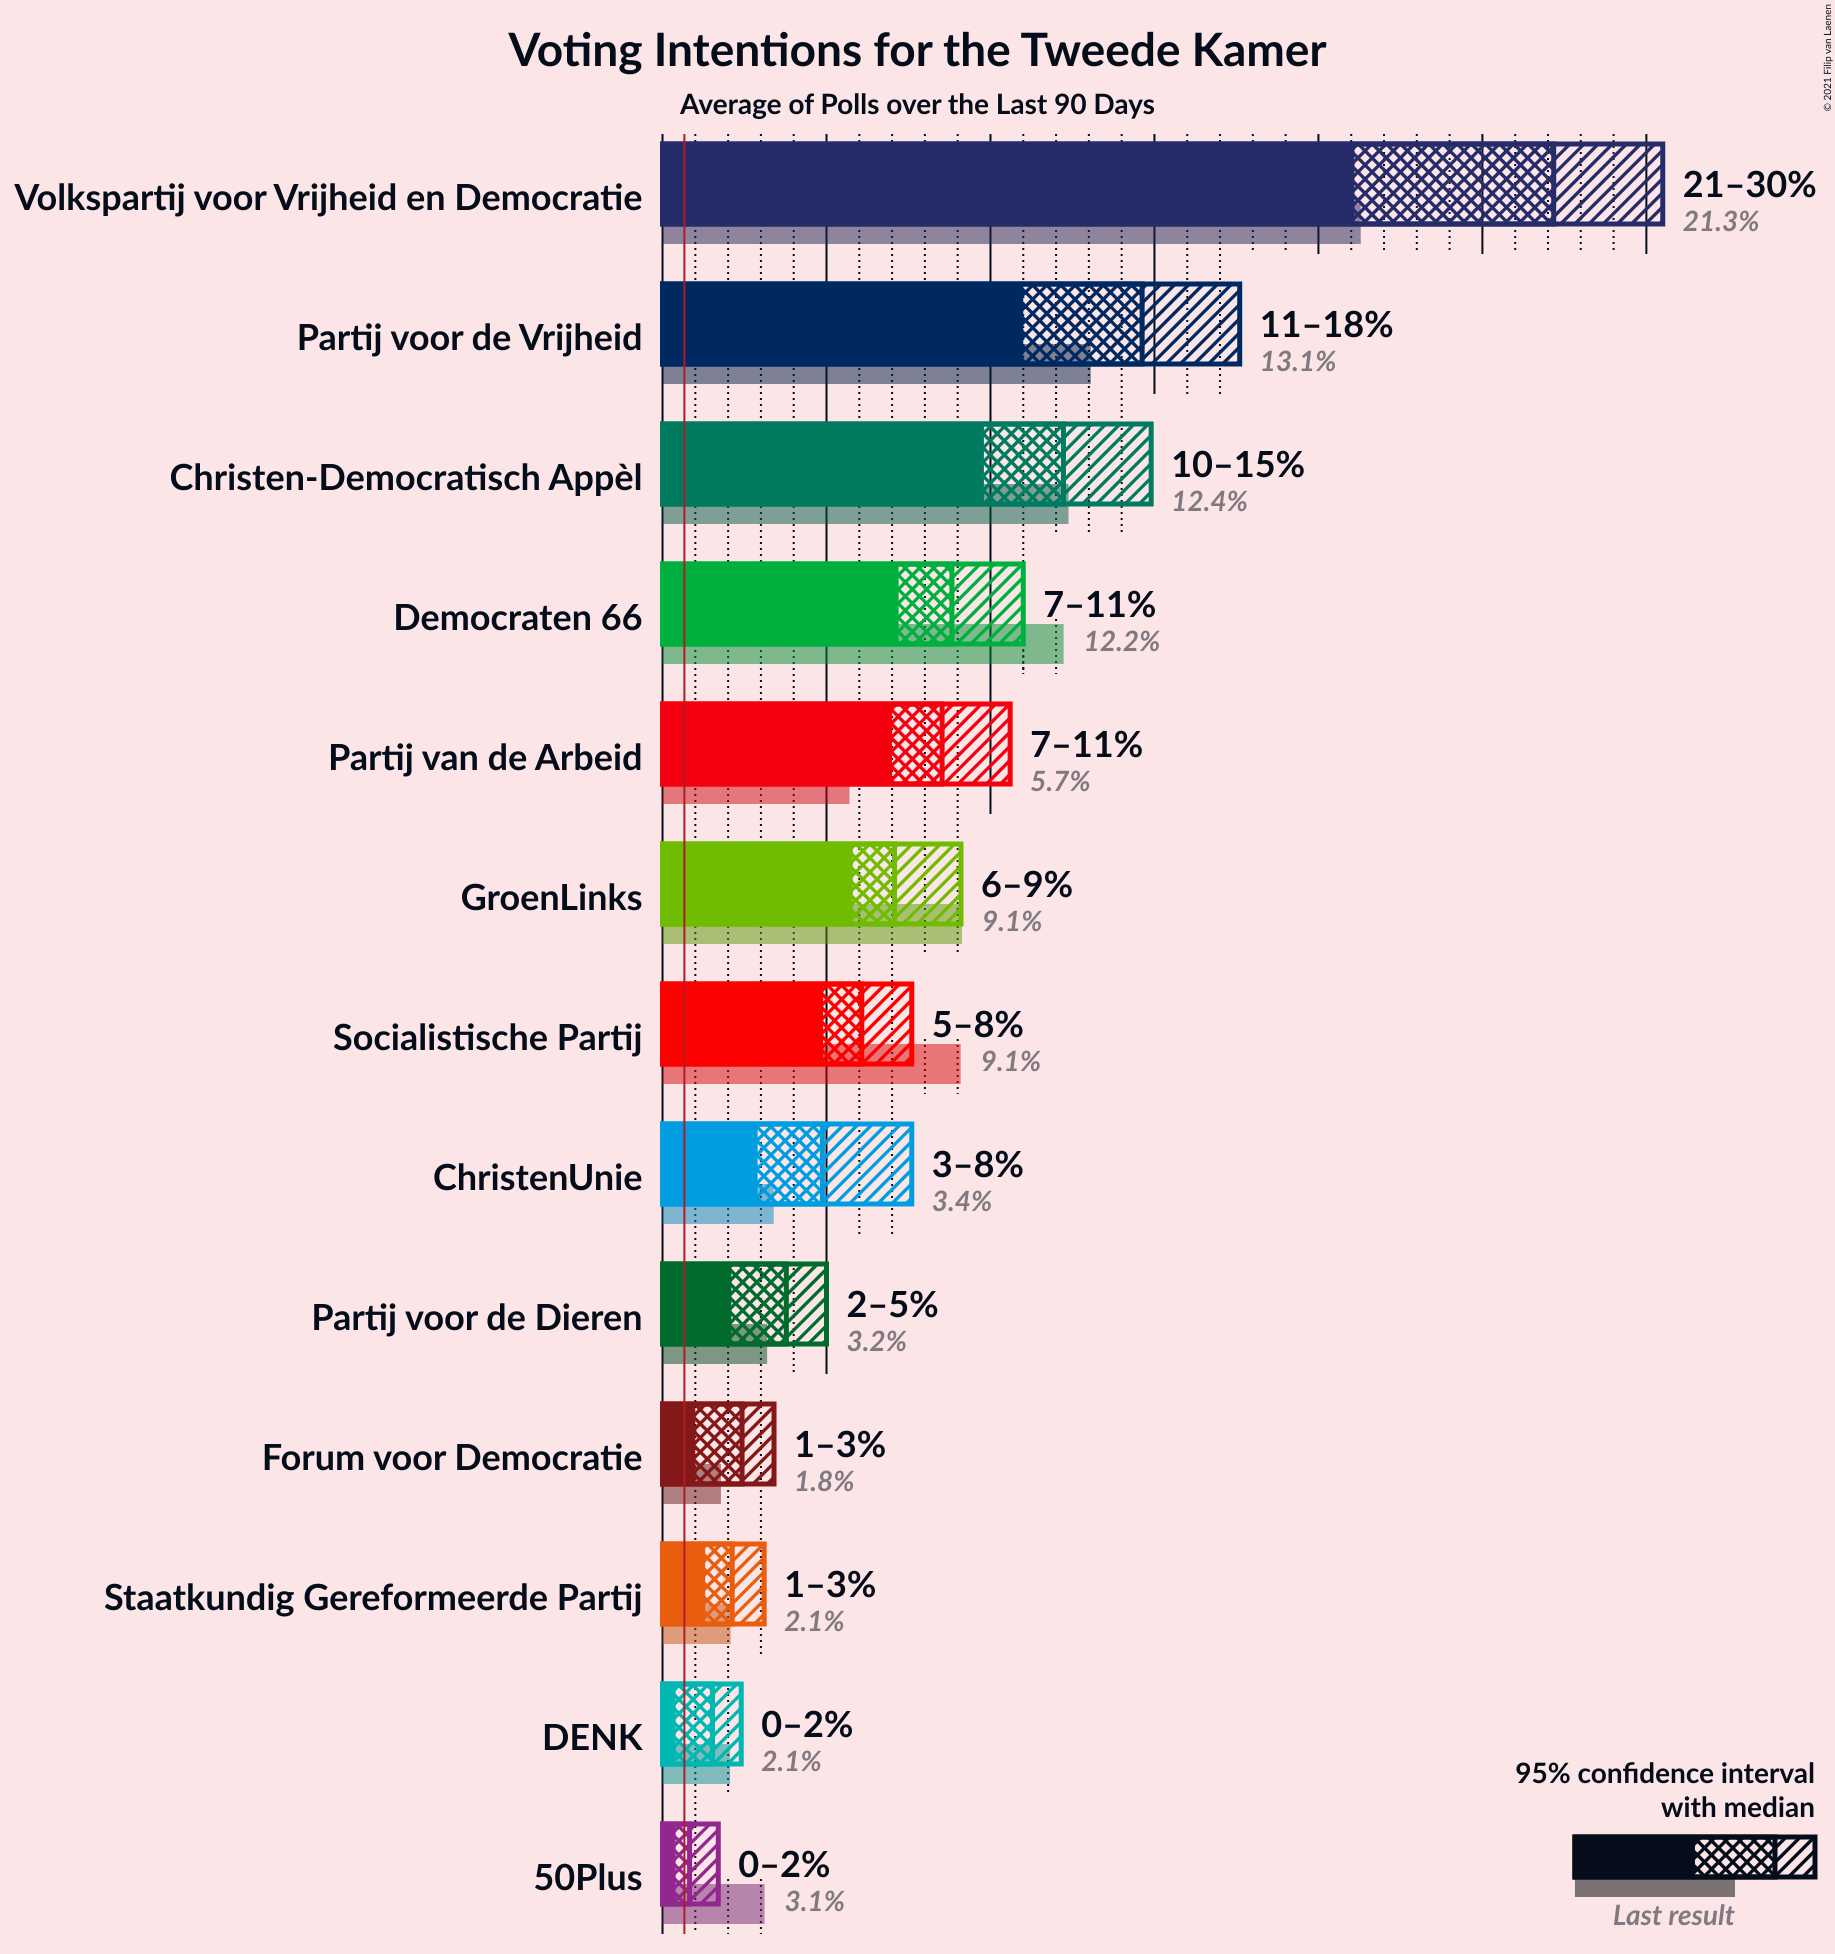 Voting Intentions for the Tweede Kamer
Average of Polls over the Last 90 Days
© 2021 Filip van Laenen
Volkspartij voor Vrijheid en Democratie
21–30%
21.3%
Partij voor de Vrijheid
11–18%
13.1%
Christen-Democratisch Appèl
10–15%
12.4%
Democraten 66
7–11%
12.2%
Partij van de Arbeid
7–11%
5.7%
GroenLinks
6–9%
9.1%
Socialistische Partij
5–8%
9.1%
ChristenUnie
3–8%
3.4%
Partij voor de Dieren
2–5%
3.2%
Forum voor Democratie
1–3%
1.8%
Staatkundig Gereformeerde Partij
1–3%
2.1%
DENK
0–2%
2.1%
50Plus
0–2%
3.1%
95% confidence interval
with median
Last result